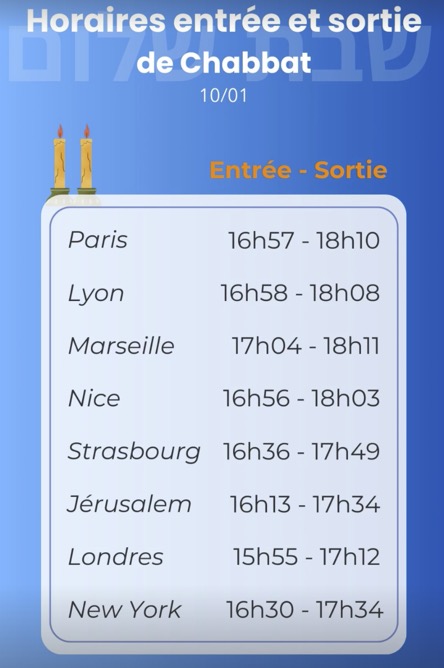 שבת שלום
Horaires entrée et sortie
de Chabbat
10/01
Entrée - Sortie
Paris 16h57 - 18h10
Lyon 16h58 - 18h08
Marseille 17h04 - 18h11
Nice 16h56 - 18h03
Strasbourg 16h36 - 17h49
Jérusalem 16h13 - 17h34
Londres 15h55 - 17h12
New York 16h30 - 17h34